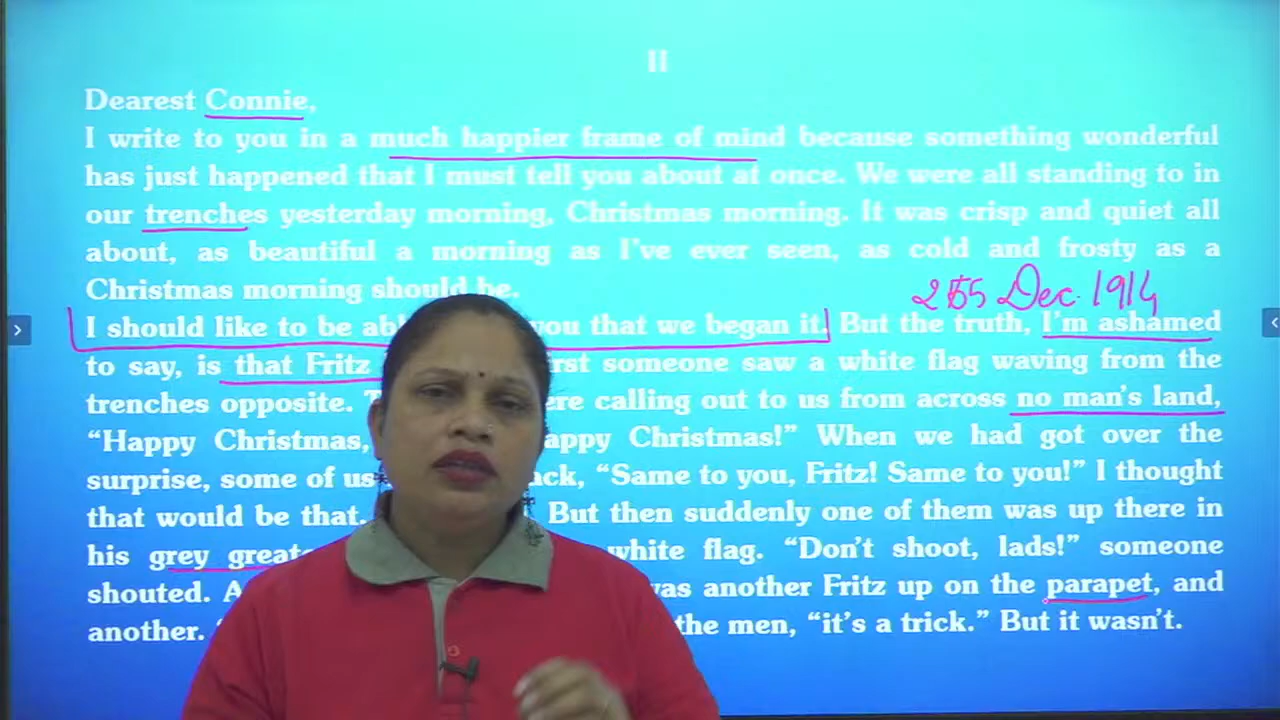 II
Dearest Connie,
I write to you in a much happier frame of mind because something wonderful
has just happened that I must tell you about at once. We were all standing to in
our trenches yesterday morning, Christmas morning. It was crisp and quiet all
about, as beautiful a morning as I've ever seen, as cold and frosty as a
Christmas morning should be.
25 Dec 1914
I should like to be you that we began it. But the truth, I'm ashamed
to say, is that Fritz someone saw a white flag waving from the
trenches opposite. calling out to us from across no man's land,
“Happy Christmas, Christmas!” When we had got over the
surprise, some of us “Same to you, Fritz! Same to you!” I thought
that would be that. But then suddenly one of them was up there in
his grey white flag. “Don't shoot, lads!” someone
shouted. another Fritz up on the parapet, and
another. the men, “it's a trick.” But it wasn't.